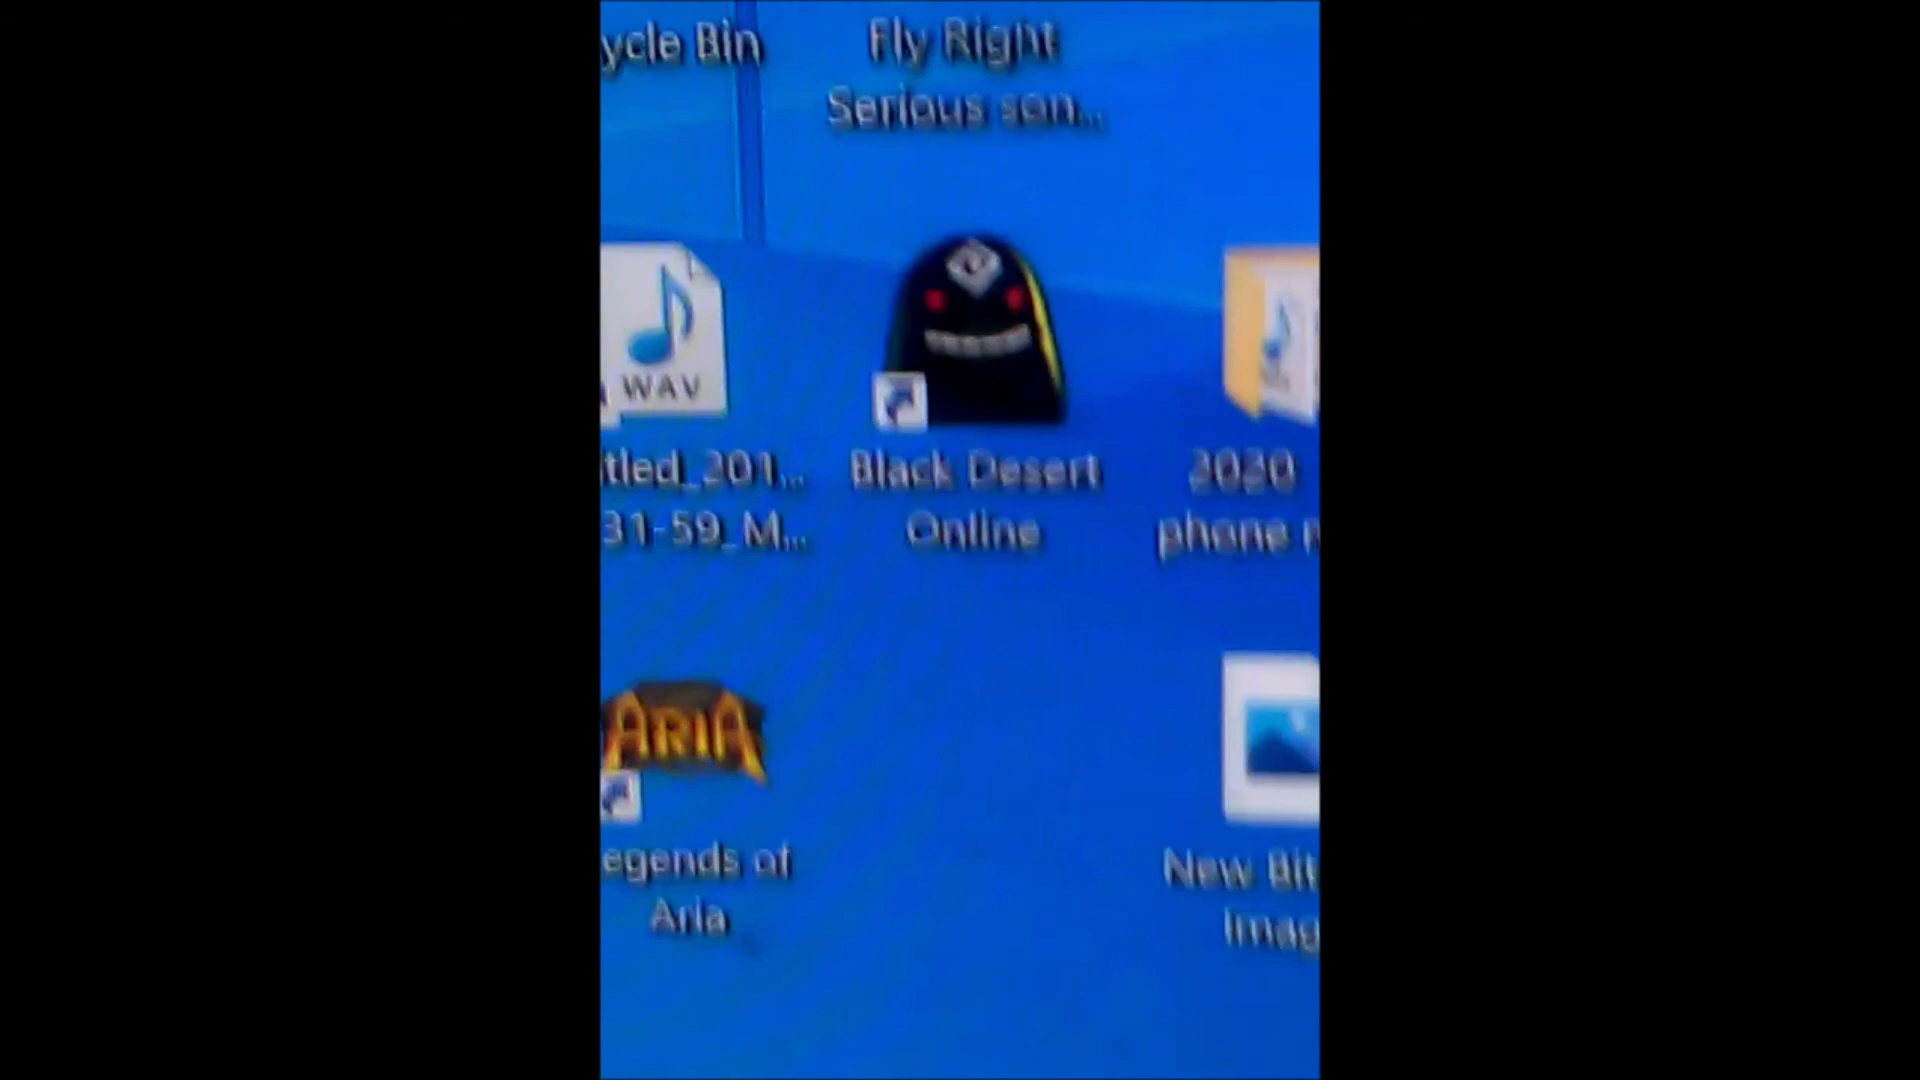 ycle Bin
Fly Right
Serious son...
WAV
tled_201...
31-59_M...
Black Desert
Online
2020
phone
ARIA
egends of
Aria
New Bit
Imag